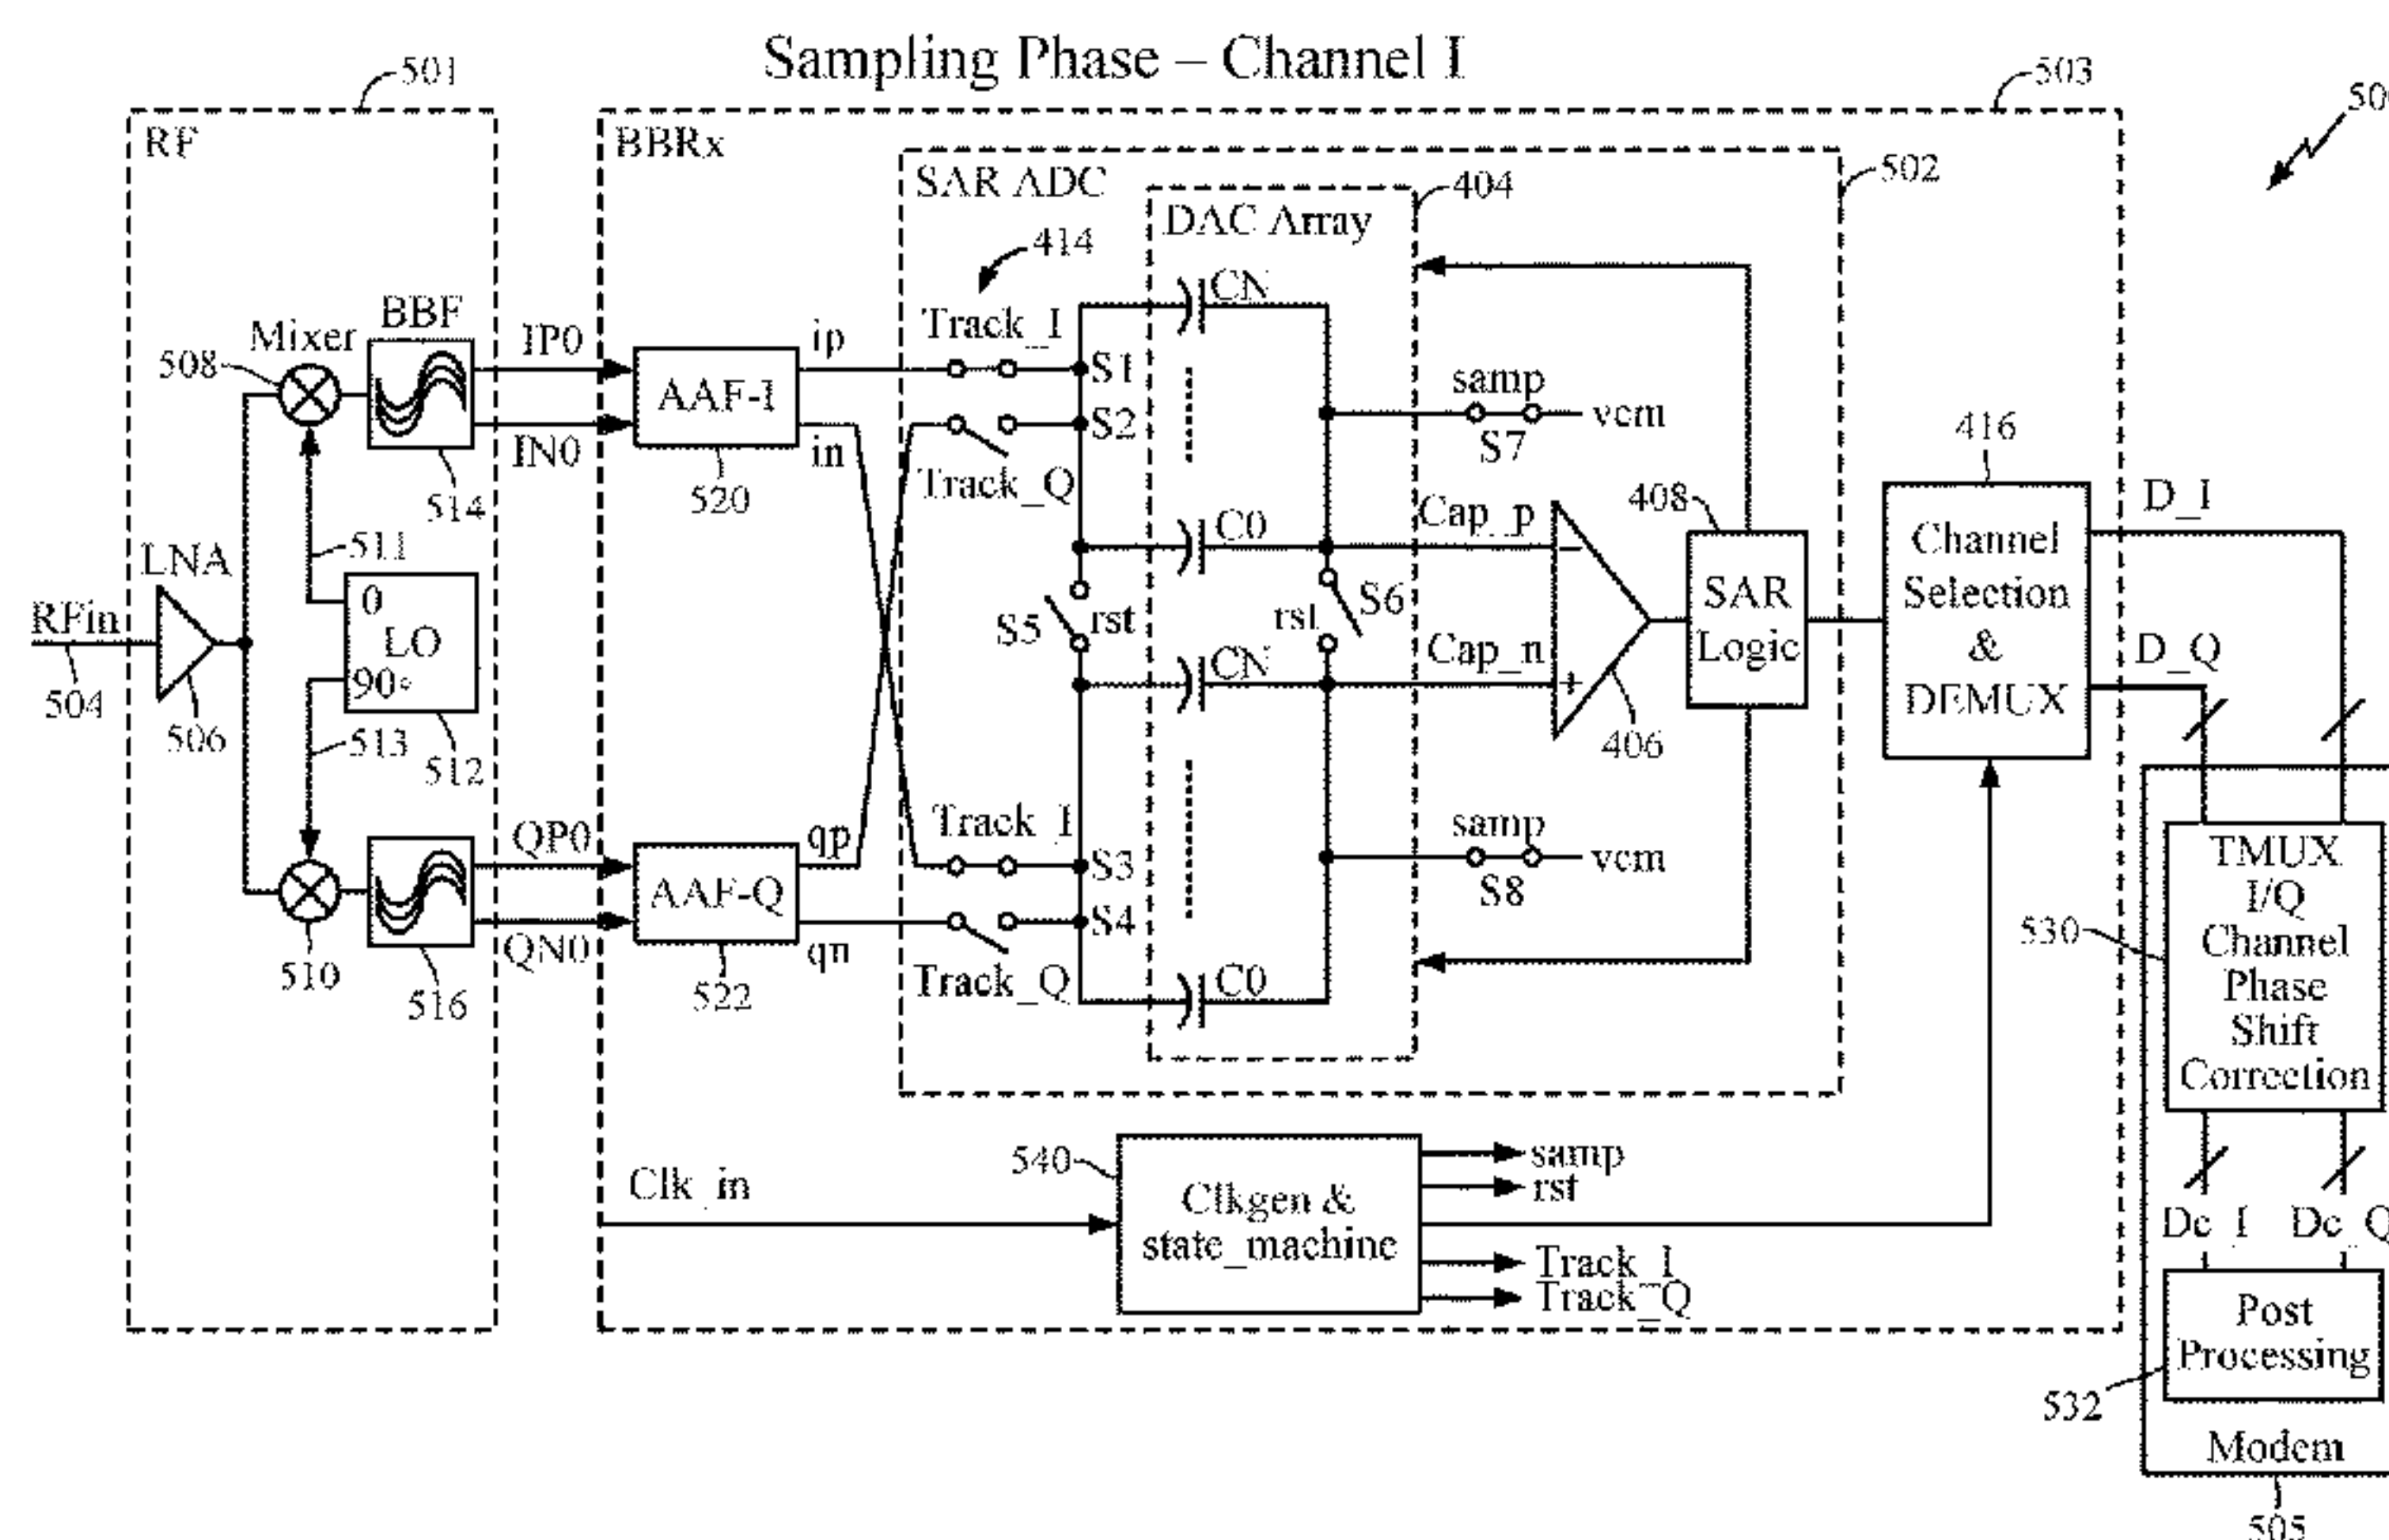 Sampling Phase – Channel I
501
503
RF
BBRx
502
SAR ADC
404
DAC Array
414
CN
Mixer
BBF
508
IP0
ip
Track_I
S1
AAF-I
S2
samp
vcm
S7
IN0
in
Track_Q
514
520
416
408
D_I
Cap_p
C0
Channel
Selection
&
DEMUX
511
LNA
0
LO
90°
RFin
504
506
513
512
S5
rst
rst
S6
SAR
Logic
Cap_n
CN
D_Q
406
QP0
qp
Track_I
S3
samp
vcm
S8
AAF-Q
S4
QN0
qn
Track_Q
C0
510
516
522
530
TMUX
I/Q
Channel
Phase
Shift
Correction
Clk_in
540
Clkgen &
state_machine
samp
rst
Track_I
Track_Q
Dc_I
Dc_Q
Post
Processing
532
Modem
505